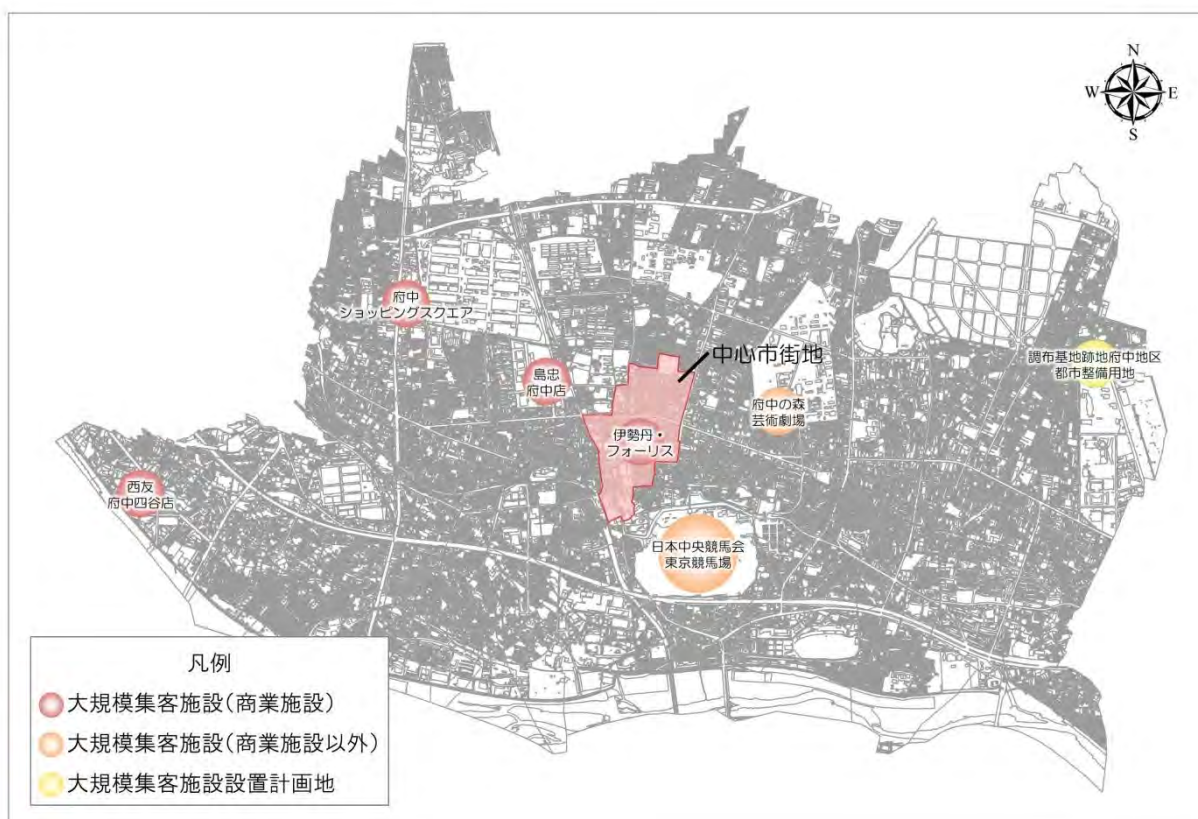 N
W
E
S
府中
ショッピングスクエア
島忠
府中店
中心市街地
調布基地跡地府中地区
都市整備用地
府中の森
芸術劇場
伊勢丹・
フォーリス
西友
府中四谷店
日本中央競馬会
東京競馬場
凡例
大規模集客施設(商業施設)
大規模集客施設(商業施設以外)
大規模集客施設設置計画地